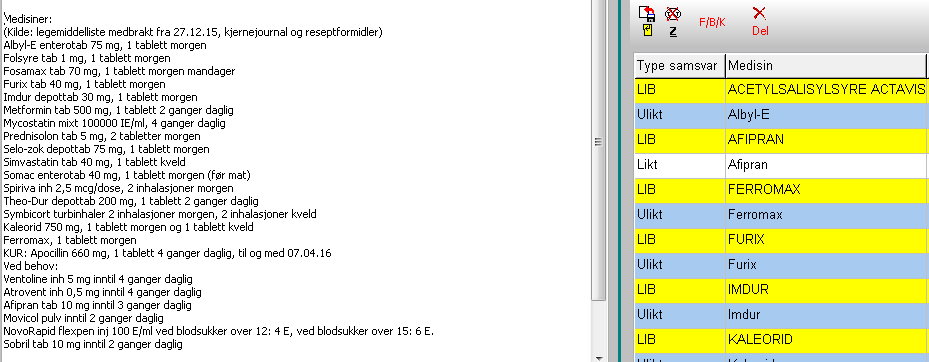 Medisiner:
(Kilde: legemiddelliste medbrakt fra 27.12.15, kjernejournal og reseptformidler)
Albyl-E enterotab 75 mg, 1 tablett morgen
Folsyre tab 1 mg, 1 tablett morgen
Fosamax tab 70 mg, 1 tablett morgen mandager
Furix tab 40 mg, 1 tablett morgen
Imdur depottab 30 mg, 1 tablett morgen
Metformin tab 500 mg, 1 tablett 2 ganger daglig
Mycostatin mixt 100000 IE/ml, 4 ganger daglig
Prednisolon tab 5 mg, 2 tabletter morgen
Selo-zok depottab 75 mg, 1 tablett morgen
Simvastatin tab 40 mg, 1 tablett kveld
Somac enterotab 40 mg, 1 tablett morgen (før mat)
Spiriva inh 2,5 mcg/dose, 2 inhalasjoner morgen
Theo-Dur depottab 200 mg, 1 tablett 2 ganger daglig
Symbicort turbinhaler 2 inhalasjoner morgen, 2 inhalasjoner kveld
Kaleorid 750 mg, 1 tablett morgen og 1 tablett kveld
Ferromax, 1 tablett morgen
KUR: Apocillin 660 mg, 1 tablett 4 ganger daglig, til og med 07.04.16
Ved behov:
Ventoline inh 5 mg inntil 4 ganger daglig
Atrovent inh 0,5 mg inntil 4 ganger daglig
Afipran tab 10 mg inntil 3 ganger daglig
Movicol pulv inntil 2 ganger daglig
NovoRapid flexpen inj 100 E/ml ved blodsukker over 12: 4 E, ved blodsukker over 15: 6 E.
Sobril tab 10 mg inntil 2 ganger daglig
Z F/B/K Del
Type samsvar Medisin
LIB ACETYLSALISYLSYRE ACTAVIS
Ulikt Albyl-E
LIB AFIPRAN
Likt Afipran
LIB FERROMAX
Ulikt Ferromax
LIB FURIX
Ulikt Furix
LIB IMDUR
Ulikt Imdur
LIB KALEORID